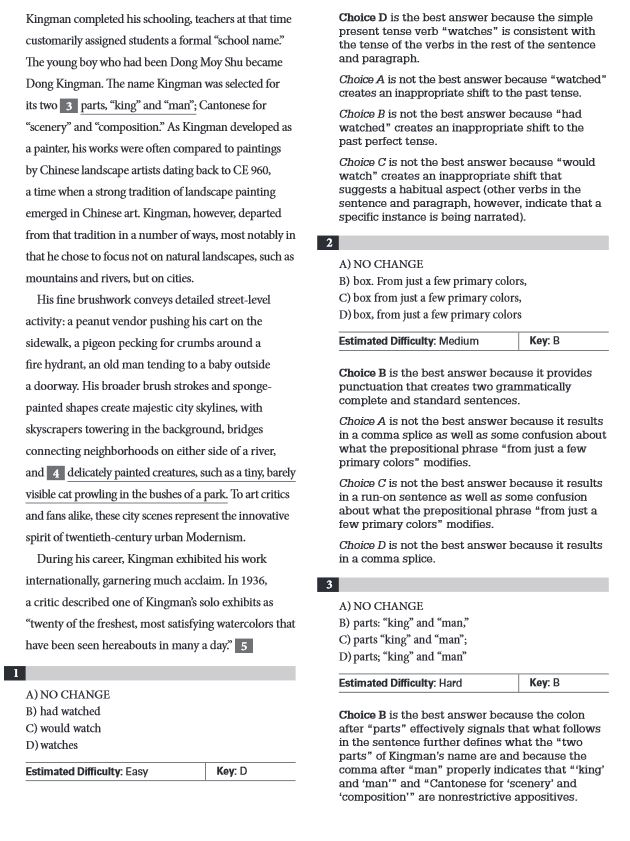 Kingman completed his schooling, teachers at that time
customarily assigned students a formal “school name.”
The young boy who had been Dong Moy Shu became
Dong Kingman. The name Kingman was selected for
its two 3 parts, “king” and “man”; Cantonese for
“scenery” and “composition.” As Kingman developed as
a painter, his works were often compared to paintings
by Chinese landscape artists dating back to CE 960,
a time when a strong tradition of landscape painting
emerged in Chinese art. Kingman, however, departed
from that tradition in a number of ways, most notably in
that he chose to focus not on natural landscapes, such as
mountains and rivers, but on cities.
His fine brushwork conveys detailed street-level
activity: a peanut vendor pushing his cart on the
sidewalk, a pigeon pecking for crumbs around a
fire hydrant, an old man tending to a baby outside
a doorway. His broader brush strokes and sponge-
painted shapes create majestic city skylines, with
skyscrapers towering in the background, bridges
connecting neighborhoods on either side of a river,
and 4 delicately painted creatures, such as a tiny, barely
visible cat prowling in the bushes of a park. To art critics
and fans alike, these city scenes represent the innovative
spirit of twentieth-century urban Modernism.
During his career, Kingman exhibited his work
internationally, garnering much acclaim. In 1936,
a critic described one of Kingman’s solo exhibits as
“twenty of the freshest, most satisfying watercolors that
have been seen hereabouts in many a day.” 5
1
A) NO CHANGE
B) had watched
C) would watch
D) watches
Estimated Difficulty: Easy Key: D
Choice D is the best answer because the simple
present tense verb “watches” is consistent with
the tense of the verbs in the rest of the sentence
and paragraph.
Choice A is not the best answer because “watched”
creates an inappropriate shift to the past tense.
Choice B is not the best answer because “had
watched” creates an inappropriate shift to the
past perfect tense.
Choice C is not the best answer because “would
watch” creates an inappropriate shift that
suggests a habitual aspect (other verbs in the
sentence and paragraph, however, indicate that a
specific instance is being narrated).
2
A) NO CHANGE
B) box. From just a few primary colors,
C) box from just a few primary colors,
D) box, from just a few primary colors
Estimated Difficulty: Medium Key: B
Choice B is the best answer because it provides
punctuation that creates two grammatically
complete and standard sentences.
Choice A is not the best answer because it results
in a comma splice as well as some confusion about
what the prepositional phrase “from just a few
primary colors” modifies.
Choice C is not the best answer because it results
in a run-on sentence as well as some confusion
about what the prepositional phrase “from just a
few primary colors” modifies.
Choice D is not the best answer because it results
in a comma splice.
3
A) NO CHANGE
B) parts: “king” and “man,”
C) parts “king” and “man”;
D) parts; “king” and “man”
Estimated Difficulty: Hard Key: B
Choice B is the best answer because the colon
after “parts” effectively signals that what follows
in the sentence further defines what the “two
parts” of Kingman’s name are and because the
comma after “man” properly indicates that “‘king’
and ‘man’” and “Cantonese for ‘scenery’ and
‘composition’” are nonrestrictive appositives.